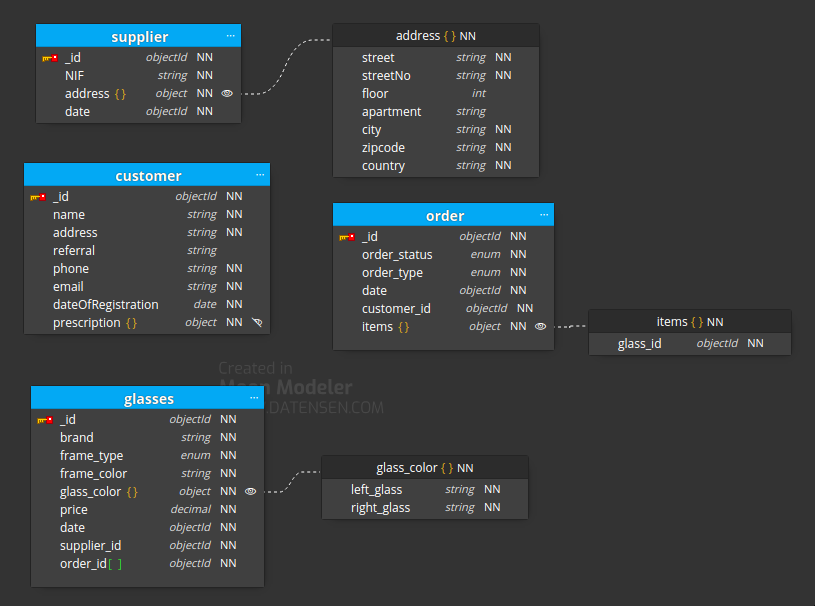 supplier ...
_id objectId NN
NIF string NN
address { } object NN
date objectId NN
address { } NN
street string NN
streetNo string NN
floor int
apartment string
city string NN
zipcode string NN
country string NN
customer ...
_id objectId NN
name string NN
address string NN
referral string
phone string NN
email string NN
dateOfRegistration date NN
prescription { } object NN
order ...
_id objectId NN
order_status enum NN
order_type enum NN
date objectId NN
customer_id objectId NN
items { } object NN
items { } NN
glass_id objectId NN
Created in
Moon Modeler
.DATENSEN.COM
glasses ...
_id objectId NN
brand string NN
frame_type enum NN
frame_color string NN
glass_color { } object NN
price decimal NN
date objectId NN
supplier_id objectId NN
order_id[ ] objectId NN
glass_color { } NN
left_glass string NN
right_glass string NN